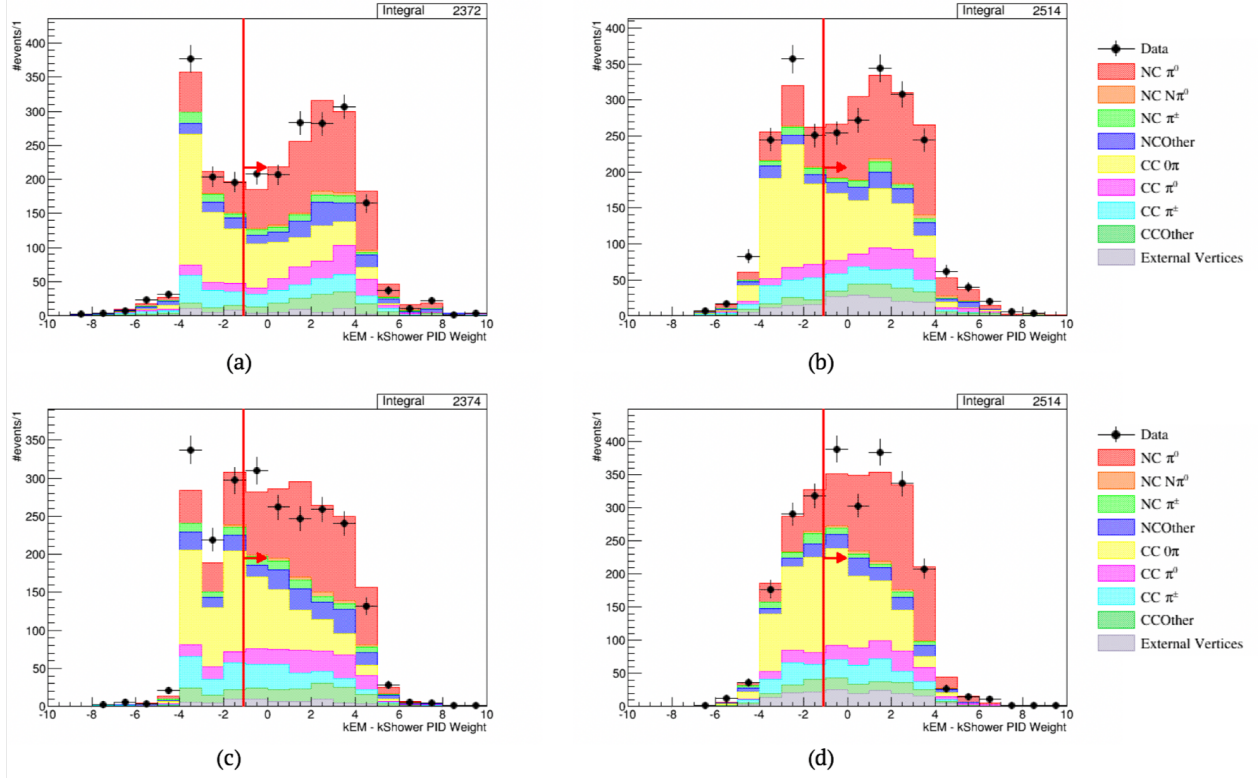 Integral 2372
#events/1
400
350
300
250
200
150
100
50
0
-10 -8 -6 -4 -2 0 2 4 6 8 10
kEM - kShower PID Weight
(a)
Integral 2514
#events/1
400
350
300
250
200
150
100
50
0
-10 -8 -6 -4 -2 0 2 4 6 8 10
kEM - kShower PID Weight
(b)
Data
NC π⁰
NC Nπ⁰
NC π±
NCOther
CC 0π
CC π⁰
CC π±
CCOther
External Vertices
Integral 2374
#events/1
350
300
250
200
150
100
50
0
-10 -8 -6 -4 -2 0 2 4 6 8 10
kEM - kShower PID Weight
(c)
Integral 2514
#events/1
400
350
300
250
200
150
100
50
0
-10 -8 -6 -4 -2 0 2 4 6 8 10
kEM - kShower PID Weight
(d)
Data
NC π⁰
NC Nπ⁰
NC π±
NCOther
CC 0π
CC π⁰
CC π±
CCOther
External Vertices